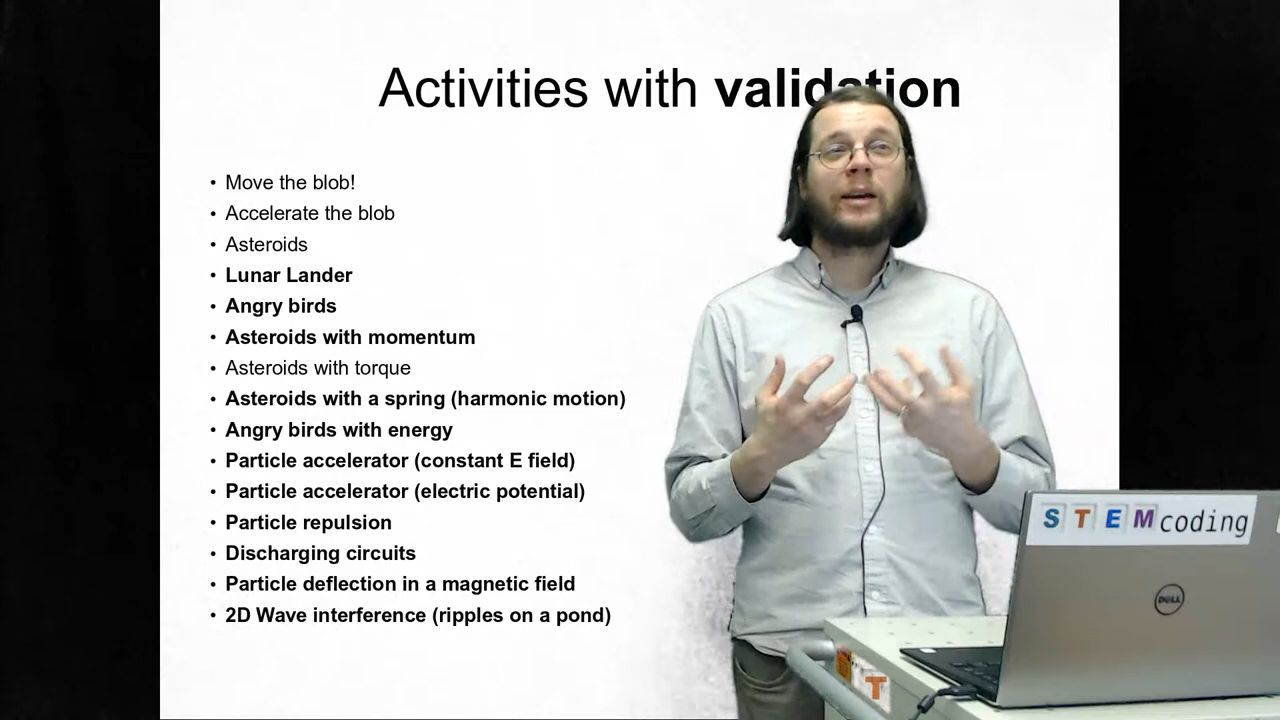 Activities with validation
• Move the blob!
• Accelerate the blob
• Asteroids
• Lunar Lander
• Angry birds
• Asteroids with momentum
• Asteroids with torque
• Asteroids with a spring (harmonic motion)
• Angry birds with energy
• Particle accelerator (constant E field)
• Particle accelerator (electric potential)
• Particle repulsion
• Discharging circuits
• Particle deflection in a magnetic field
• 2D Wave interference (ripples on a pond)
STEMcoding
DELL
T